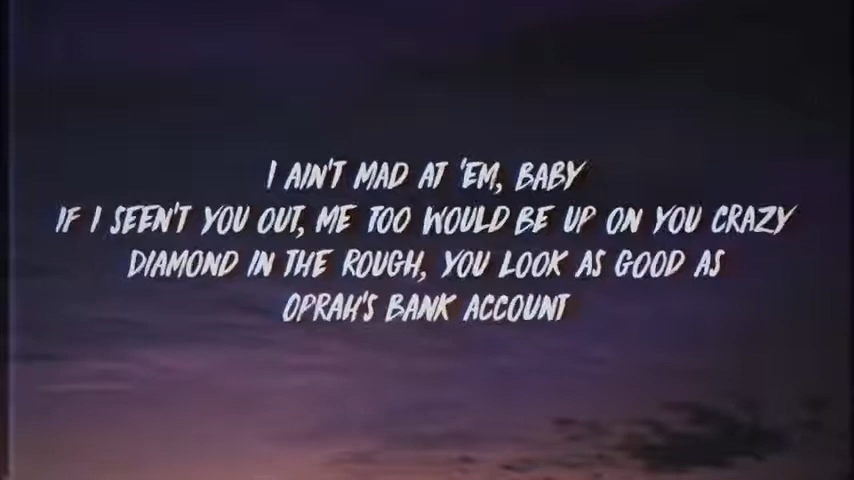 I AIN'T MAD AT 'EM, BABY
IF I SEEN'T YOU OUT, ME TOO WOULD BE UP ON YOU CRAZY
DIAMOND IN THE ROUGH, YOU LOOK AS GOOD AS
OPRAH'S BANK ACCOUNT